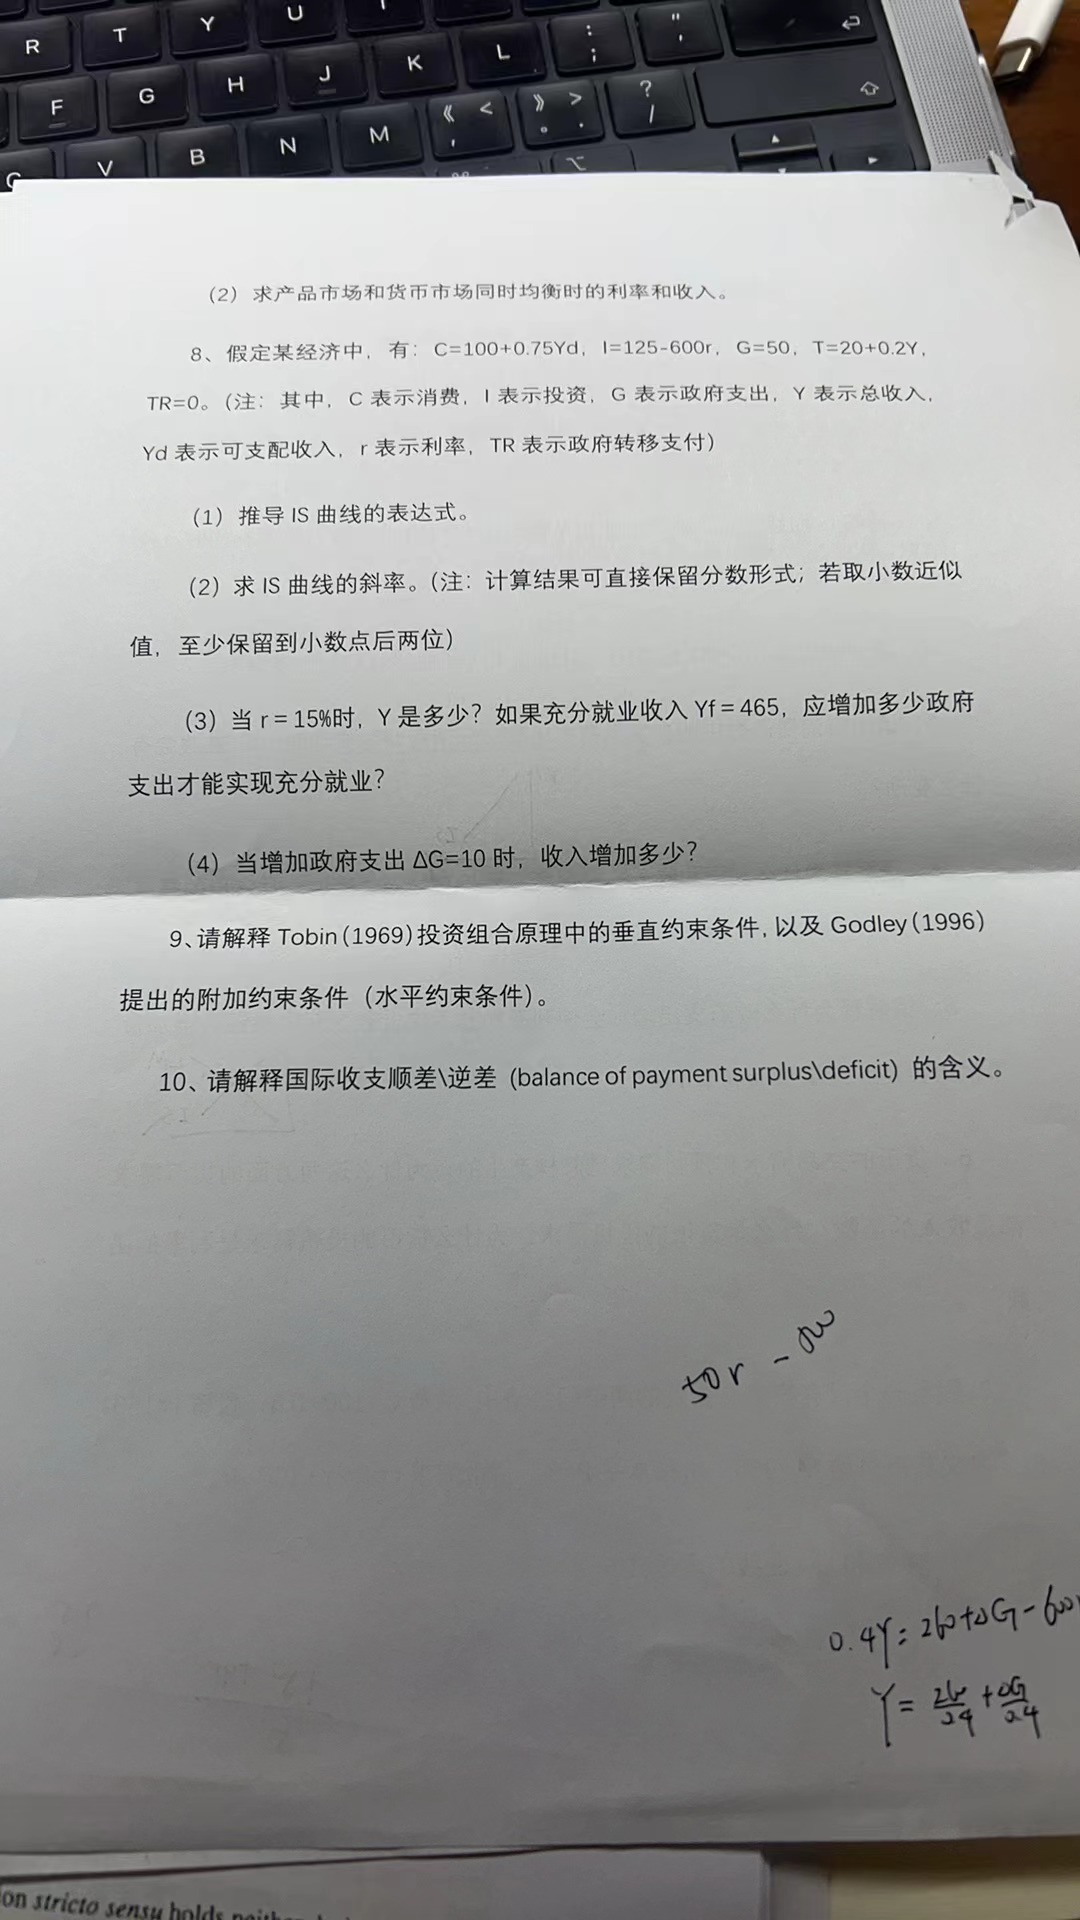 R T Y U I
F G H J K L : ; " '
C V B N M 《 < , 》 > 。 . ? /
(2) 求产品市场和货币市场同时均衡时的利率和收入。
8、假定某经济中，有：C=100+0.75Yd，I=125-600r，G=50，T=20+0.2Y，
TR=0。(注：其中，C 表示消费，I 表示投资，G 表示政府支出，Y 表示总收入，
Yd 表示可支配收入，r 表示利率，TR 表示政府转移支付)
(1) 推导 IS 曲线的表达式。
(2) 求 IS 曲线的斜率。(注：计算结果可直接保留分数形式；若取小数近似
值，至少保留到小数点后两位)
(3) 当 r = 15%时，Y 是多少？如果充分就业收入 Yf = 465，应增加多少政府
支出才能实现充分就业？
(4) 当增加政府支出 ΔG=10 时，收入增加多少？
9、请解释 Tobin (1969)投资组合原理中的垂直约束条件，以及 Godley (1996)
提出的附加约束条件（水平约束条件）。
10、请解释国际收支顺差\逆差 (balance of payment surplus\deficit) 的含义。
50r -
0.4Y = 260+ΔG-600r
Y =
on stricto sensu holds